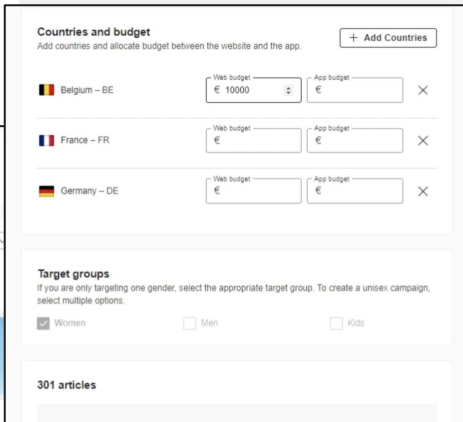 Countries and budget
Add countries and allocate budget between the website and the app.
+ Add Countries
Belgium – BE
Web budget
€ 10000
App budget
€
France – FR
Web budget
€
App budget
€
Germany – DE
Web budget
€
App budget
€
Target groups
If you are only targeting one gender, select the appropriate target group. To create a unisex campaign,
select multiple options.
Women Men Kids
301 articles